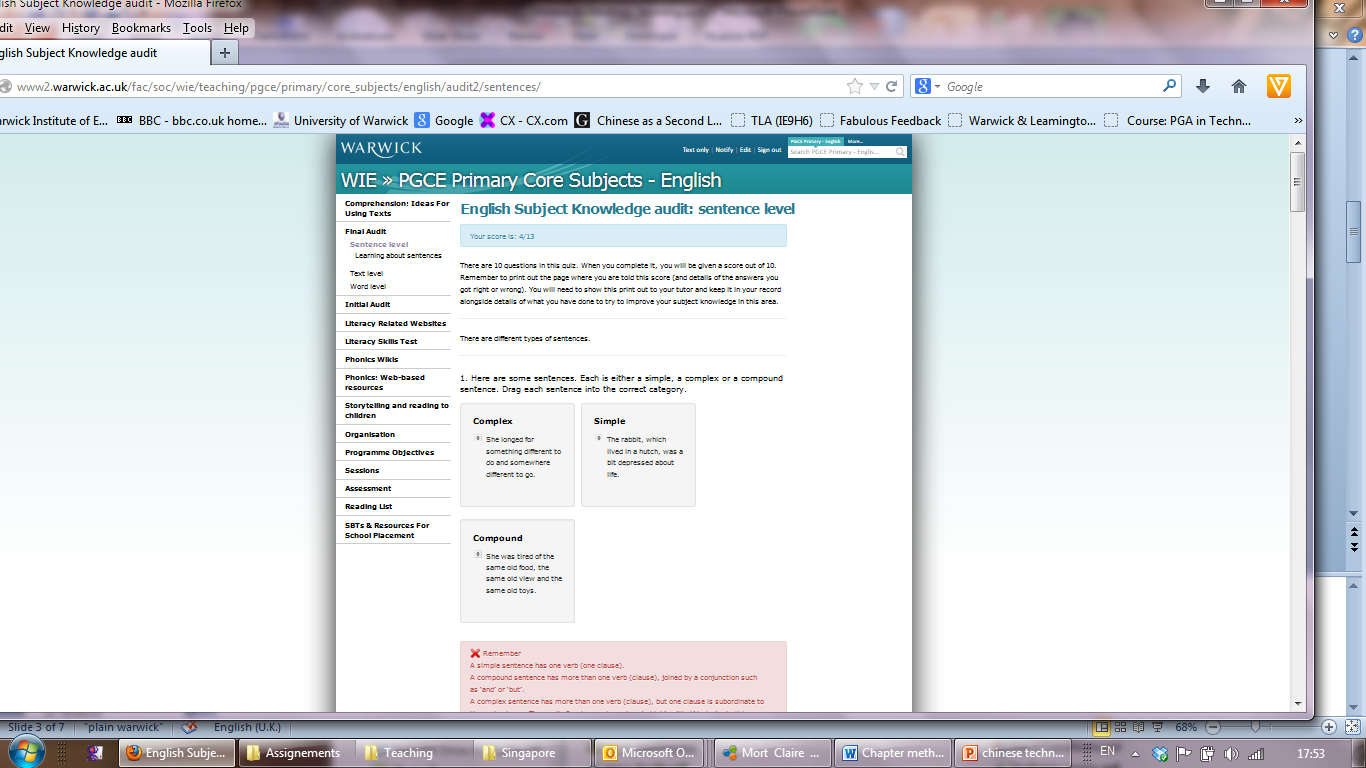 English Subject Knowledge audit - Mozilla Firefox
dit View History Bookmarks Tools Help
glish Subject Knowledge audit
www2.warwick.ac.uk/fac/soc/wie/teaching/pgce/primary/core_subjects/english/audit2/sentences/
Google
rwick Institute of E... BBC - bbc.co.uk home... University of Warwick Google CX - CX.com Chinese as a Second L... TLA (IE9H6) Fabulous Feedback Warwick & Leamingto... Course: PGA in Techn... »
WARWICK
Text only | Notify | Edit | Sign out
PGCE Primary - English More...
Search PGCE Primary - Englis...
WIE » PGCE Primary Core Subjects - English
Comprehension: Ideas For
Using Texts
Final Audit
Sentence level
Learning about sentences
Text level
Word level
Initial Audit
Literacy Related Websites
Literacy Skills Test
Phonics Wikis
Phonics: Web-based
resources
Storytelling and reading to
children
Organisation
Programme Objectives
Sessions
Assessment
Reading List
SBTs & Resources For
School Placement
English Subject Knowledge audit: sentence level
Your score is: 4/13
There are 10 questions in this quiz. When you complete it, you will be given a score out of 10.
Remember to print out the page where you are told this score (and details of the answers you
got right or wrong). You will need to show this print out to your tutor and keep it in your record
alongside details of what you have done to try to improve your subject knowledge in this area.
There are different types of sentences.
1. Here are some sentences. Each is either a simple, a complex or a compound
sentence. Drag each sentence into the correct category.
Complex
She longed for
something different to
do and somewhere
different to go.
Simple
The rabbit, which
lived in a hutch, was a
bit depressed about
life.
Compound
She was tired of the
same old food, the
same old view and the
same old toys.
Remember
A simple sentence has one verb (one clause).
A compound sentence has more than one verb (clause), joined by a conjunction such
as 'and' or 'but'.
A complex sentence has more than one verb (clause), but one clause is subordinate to
Slide 3 of 7 "plain warwick" English (U.K.) 68%
English Subje... Assignements Teaching Singapore Microsoft O... Mort Claire ... Chapter meth... chinese techn... EN 17:53